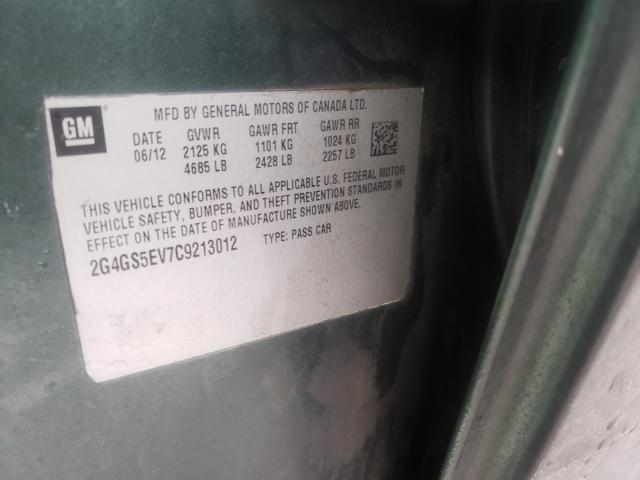 GM
MFD BY GENERAL MOTORS OF CANADA LTD.
DATE GVWR GAWR FRT GAWR RR
06/12 2125 KG 1101 KG 1024 KG
4685 LB 2428 LB 2257 LB
THIS VEHICLE CONFORMS TO ALL APPLICABLE U.S. FEDERAL MOTOR
VEHICLE SAFETY, BUMPER, AND THEFT PREVENTION STANDARDS IN
EFFECT ON THE DATE OF MANUFACTURE SHOWN ABOVE.
2G4GS5EV7C9213012 TYPE: PASS CAR